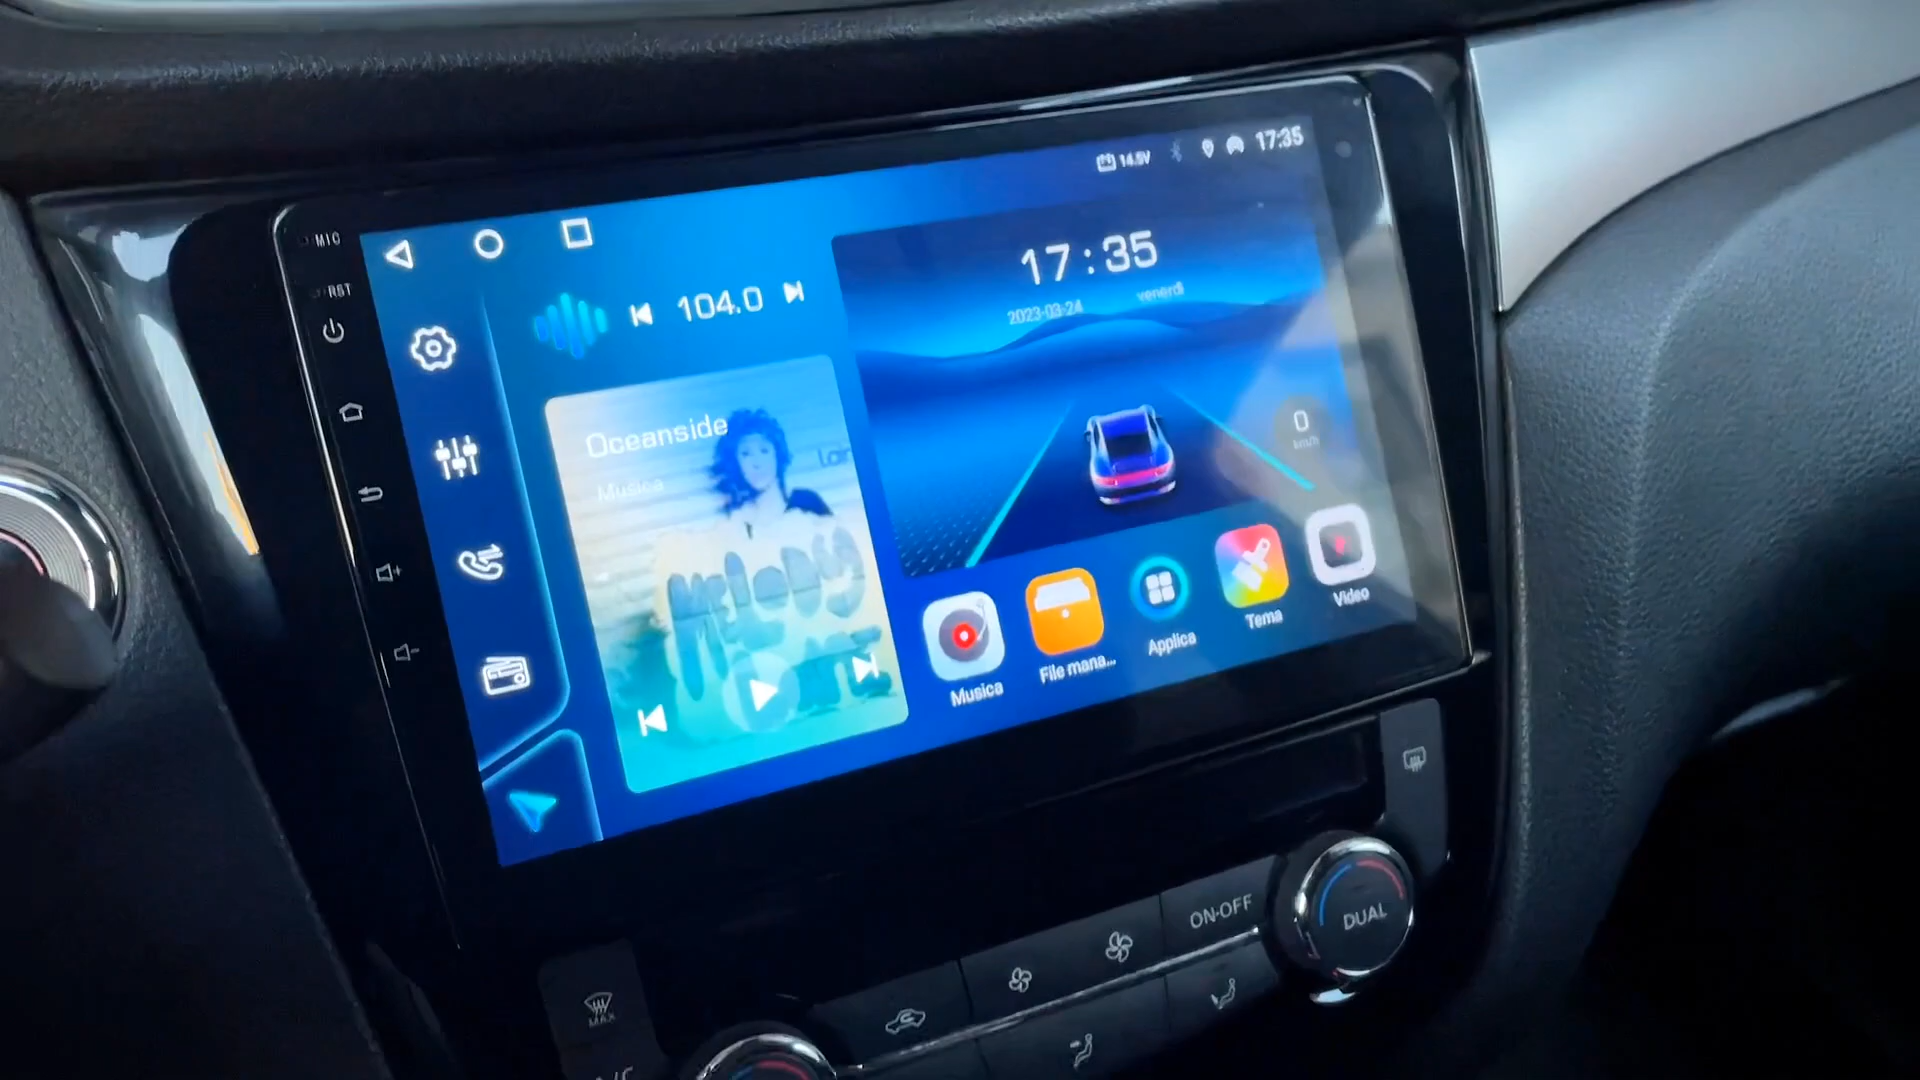 MIC
RST
14.9V
17:35
104.0
17:35
2023-03-24
venerdì
Oceanside
Musica
0
km/h
Musica
File mana...
Applica
Tema
Video
ON-OFF
DUAL
MAX